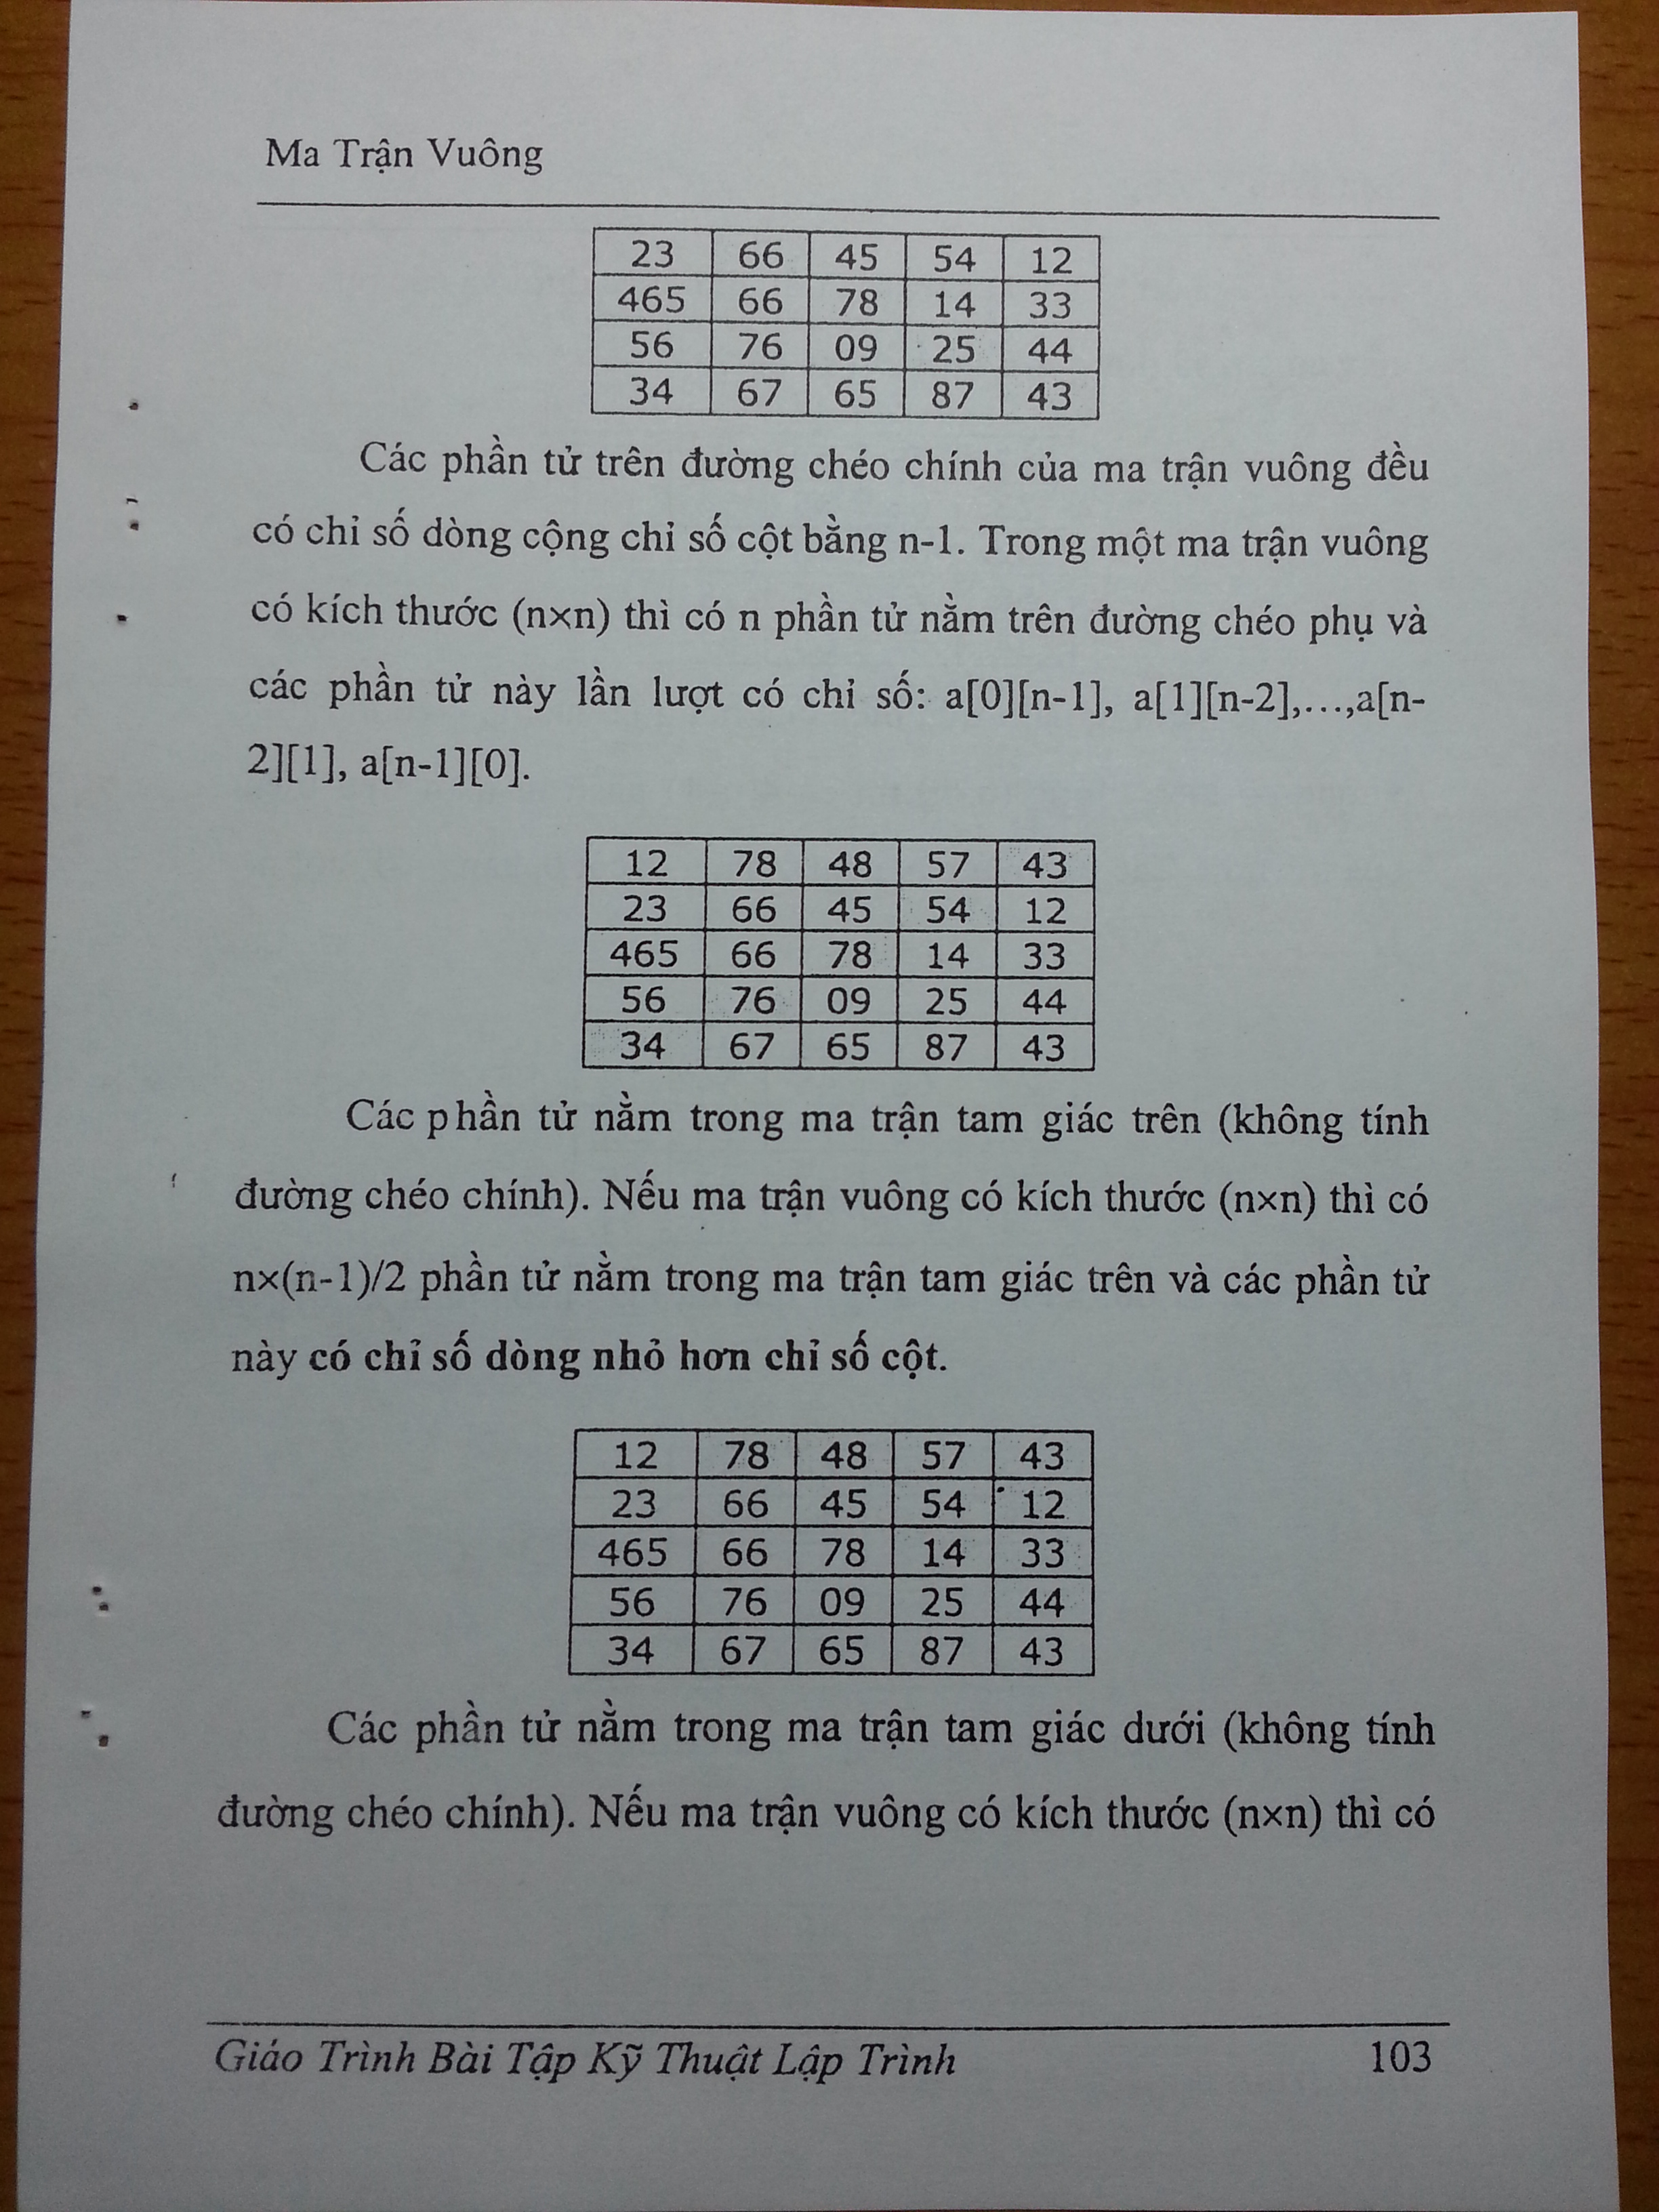 Ma Trận Vuông
23 66 45 54 12
465 66 78 14 33
56 76 09 25 44
34 67 65 87 43
Các phần tử trên đường chéo chính của ma trận vuông đều
có chỉ số dòng cộng chỉ số cột bằng n-1. Trong một ma trận vuông
có kích thước (n×n) thì có n phần tử nằm trên đường chéo phụ và
các phần tử này lần lượt có chỉ số: a[0][n-1], a[1][n-2],...,a[n-
2][1], a[n-1][0].
12 78 48 57 43
23 66 45 54 12
465 66 78 14 33
56 76 09 25 44
34 67 65 87 43
Các phần tử nằm trong ma trận tam giác trên (không tính
đường chéo chính). Nếu ma trận vuông có kích thước (n×n) thì có
n×(n-1)/2 phần tử nằm trong ma trận tam giác trên và các phần tử
này có chỉ số dòng nhỏ hơn chỉ số cột.
12 78 48 57 43
23 66 45 54 12
465 66 78 14 33
56 76 09 25 44
34 67 65 87 43
Các phần tử nằm trong ma trận tam giác dưới (không tính
đường chéo chính). Nếu ma trận vuông có kích thước (n×n) thì có
Giáo Trình Bài Tập Kỹ Thuật Lập Trình 103